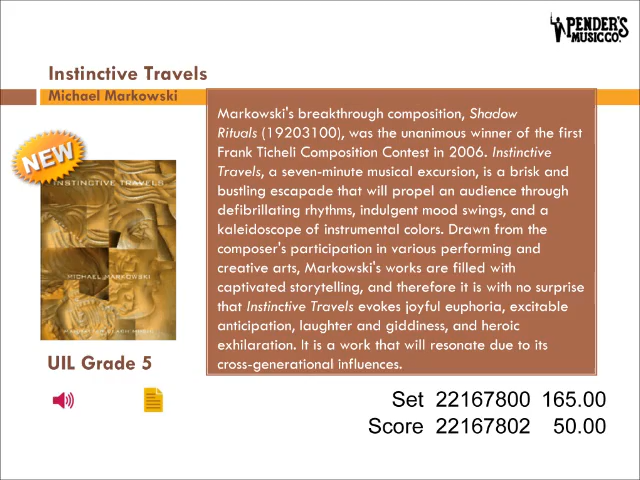 PENDER'S
MUSIC CO.
Instinctive Travels
Michael Markowski
Markowski's breakthrough composition, Shadow
Rituals (19203100), was the unanimous winner of the first
Frank Ticheli Composition Contest in 2006. Instinctive
Travels, a seven-minute musical excursion, is a brisk and
bustling escapade that will propel an audience through
defibrillating rhythms, indulgent mood swings, and a
kaleidoscope of instrumental colors. Drawn from the
composer's participation in various performing and
creative arts, Markowski's works are filled with
captivated storytelling, and therefore it is with no surprise
that Instinctive Travels evokes joyful euphoria, excitable
anticipation, laughter and giddiness, and heroic
exhilaration. It is a work that will resonate due to its
cross-generational influences.
NEW
INSTINCTIVE TRAVELS
MICHAEL MARKOWSKI
UIL Grade 5
Set 22167800 165.00
Score 22167802 50.00